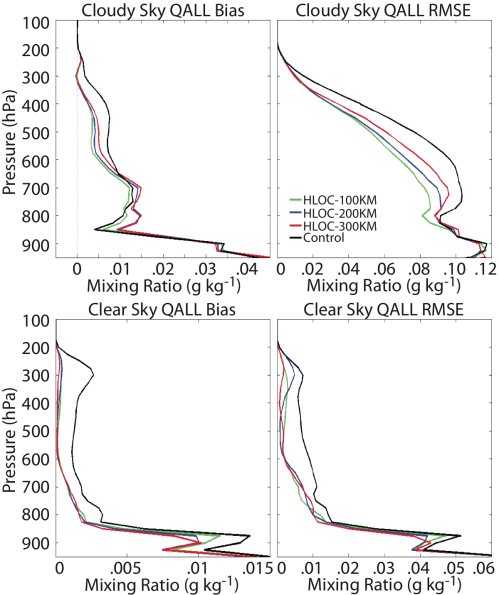 Cloudy Sky QALL Bias
Cloudy Sky QALL RMSE
100
200
300
400
500
600
700
800
900
Pressure (hPa)
HLOC-100KM
HLOC-200KM
HLOC-300KM
Control
0 .01 .02 .03 .04
0 .02 .04 .06 .08 .10 .12
Mixing Ratio (g kg-1)
Mixing Ratio (g kg-1)
Clear Sky QALL Bias
Clear Sky QALL RMSE
100
200
300
400
500
600
700
800
900
Pressure (hPa)
0 .005 .010 .015
0 .01 .02 .03 .04 .05 .06
Mixing Ratio (g kg-1)
Mixing Ratio (g kg-1)